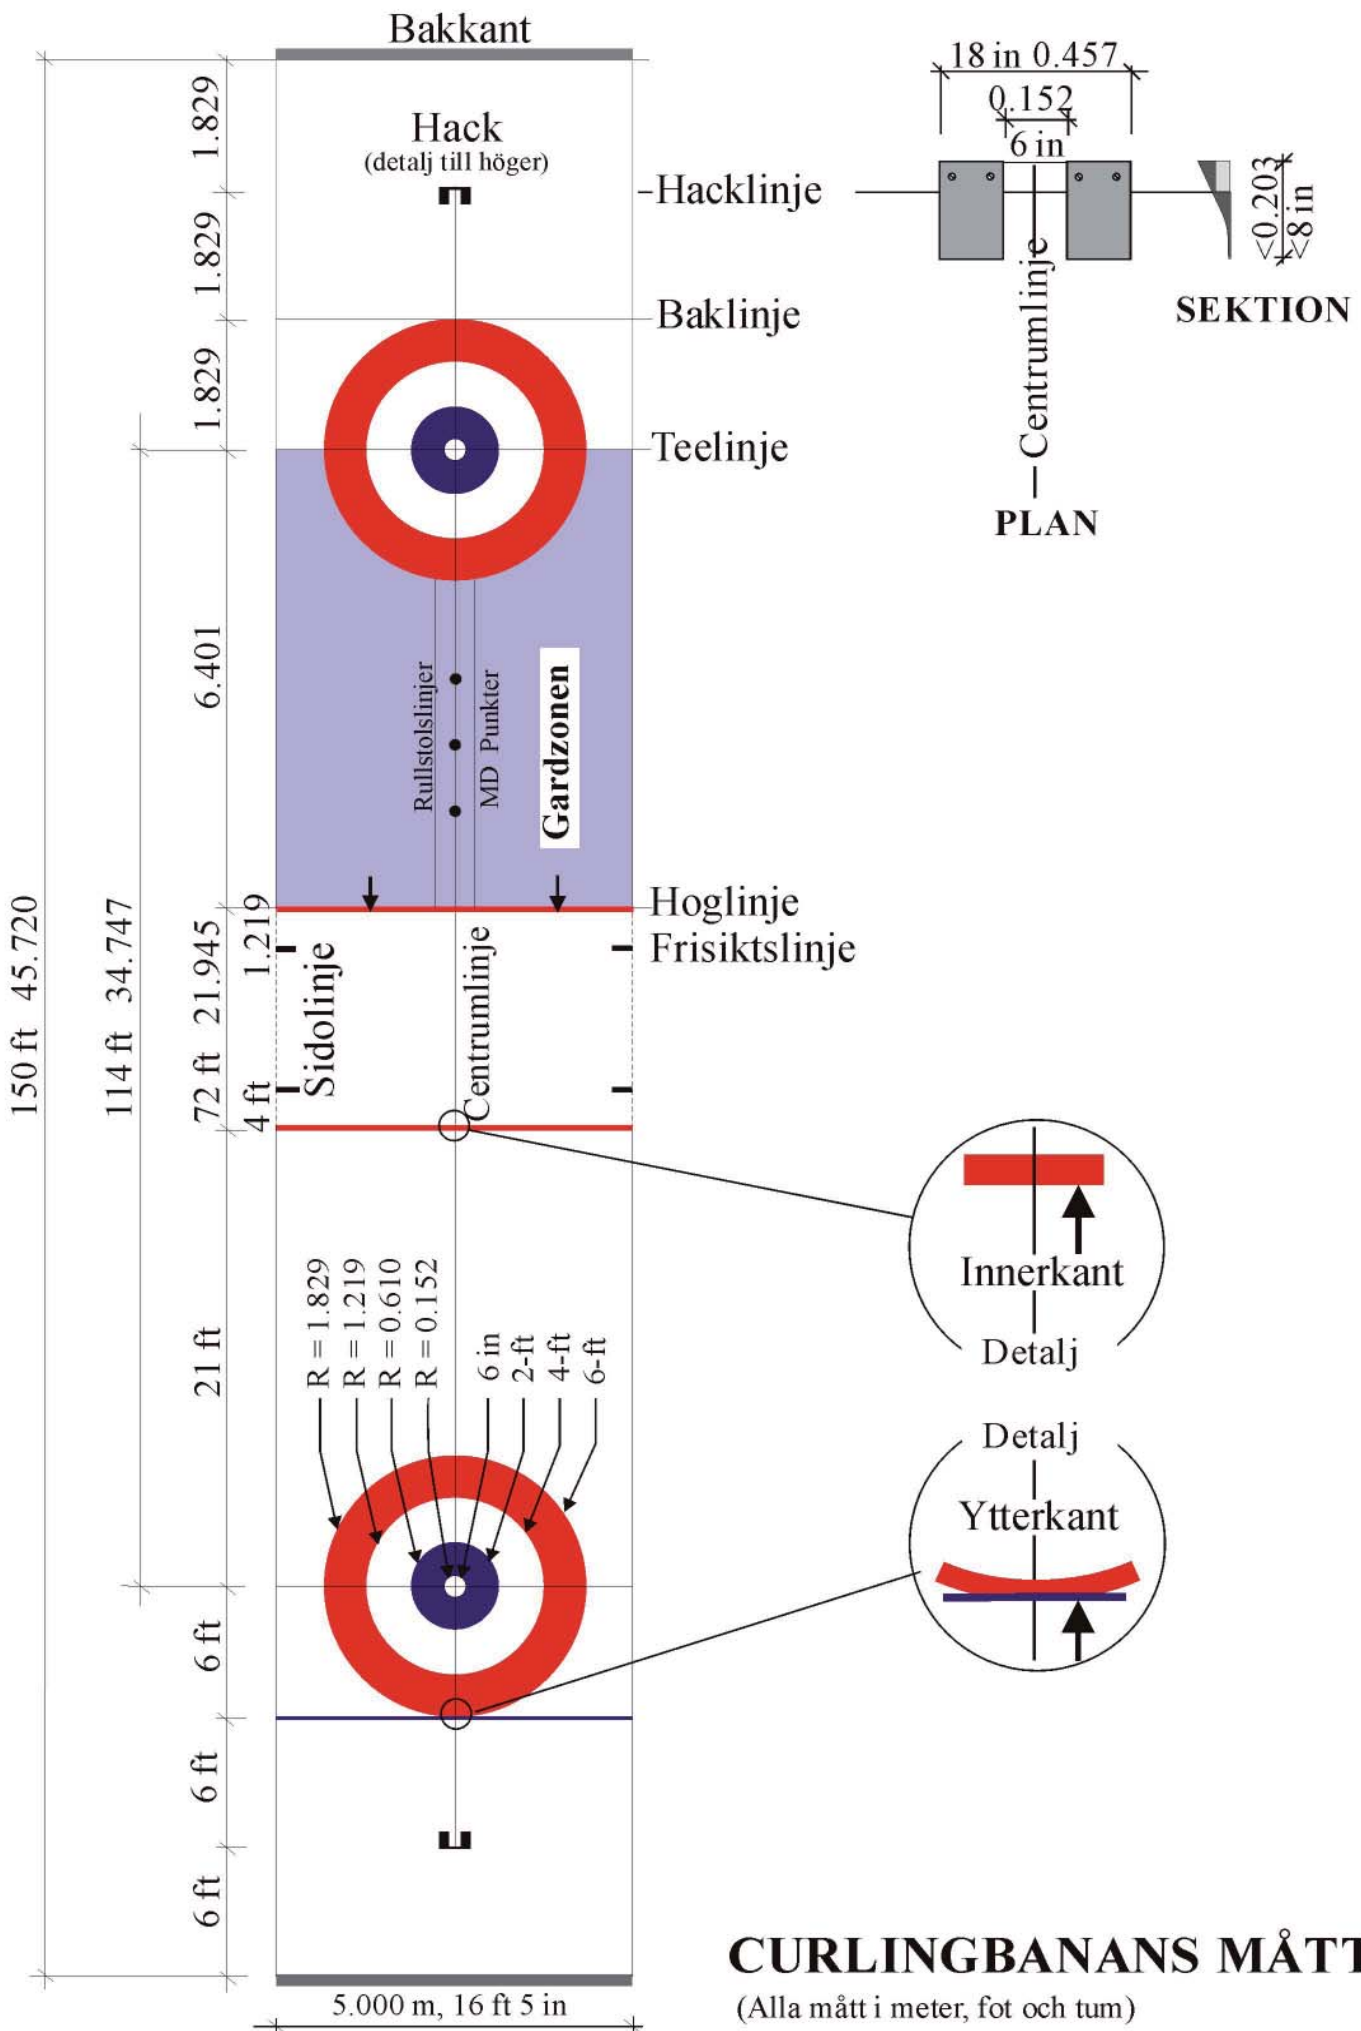 Bakkant
18 in 0.457
0.152
6 in
1.829
Hack
(detalj till höger)
Hacklinje
<0.203
<8 in
1.829
Baklinje
Centrumlinje
SEKTION
1.829
Teelinje
PLAN
6.401
Rullstolslinjer
MD Punkter
Gardzonen
Hoglinje
Frisiktslinje
150 ft 45.720
114 ft 34.747
72 ft 21.945
1.219
4 ft
Sidolinje
Centrumlinje
Innerkant
Detalj
21 ft
R = 1.829
R = 1.219
R = 0.610
R = 0.152
6 in
2-ft
4-ft
6-ft
Detalj
Ytterkant
6 ft
6 ft
6 ft
CURLINGBANANS MÅTT
5.000 m, 16 ft 5 in
(Alla mått i meter, fot och tum)